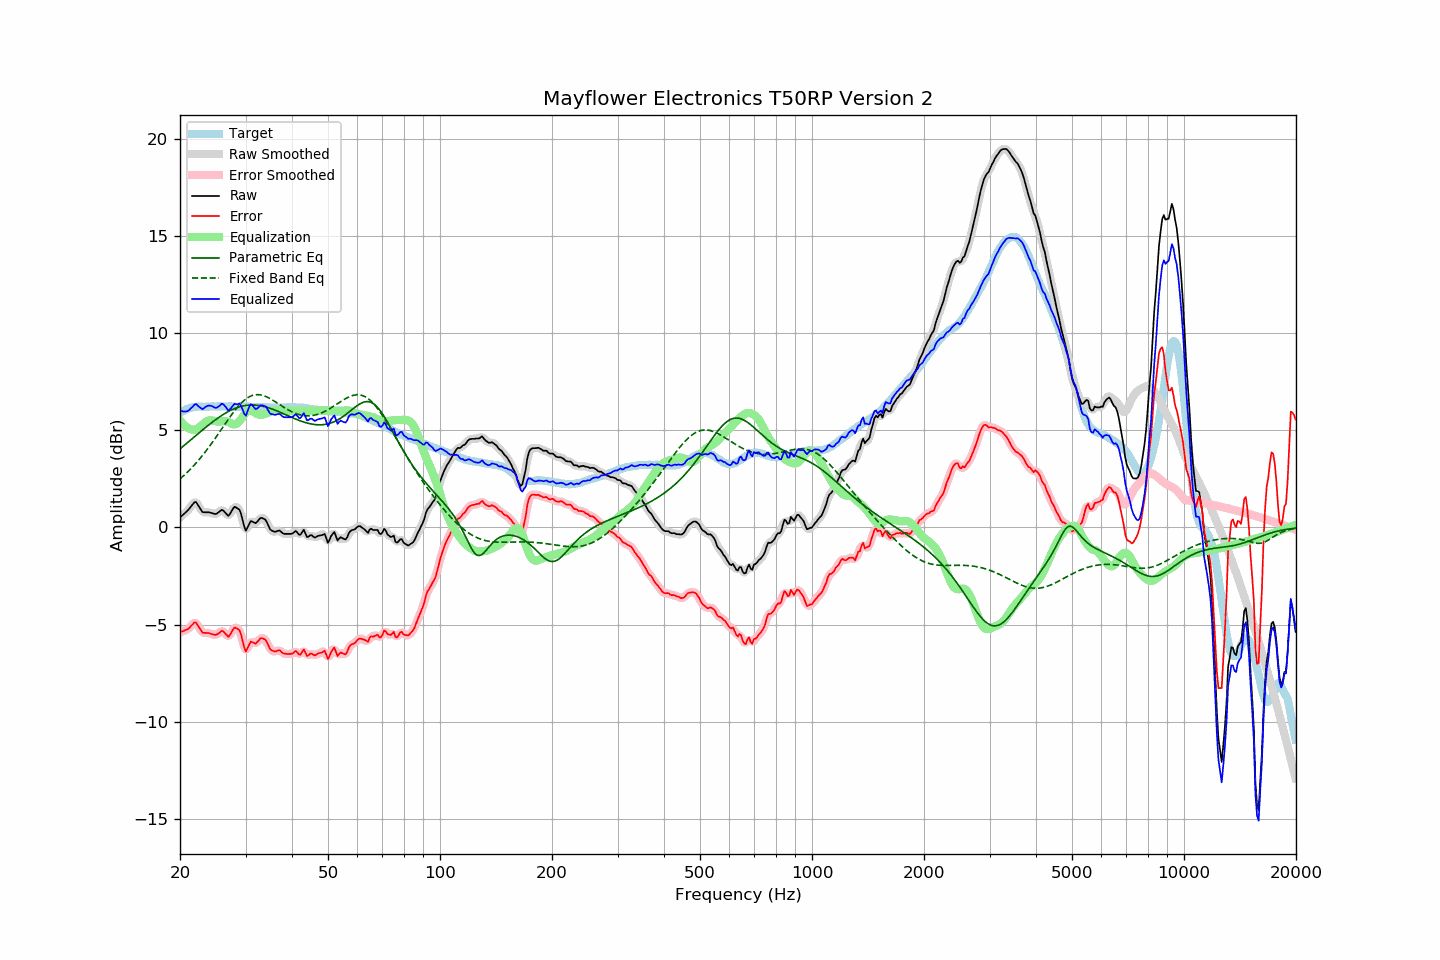 Mayflower Electronics T50RP Version 2
Target
Raw Smoothed
Error Smoothed
Raw
Error
Equalization
Parametric Eq
Fixed Band Eq
Equalized
Amplitude (dBr)
20
15
10
5
0
−5
−10
−15
20 50 100 200 500 1000 2000 5000 10000 20000
Frequency (Hz)